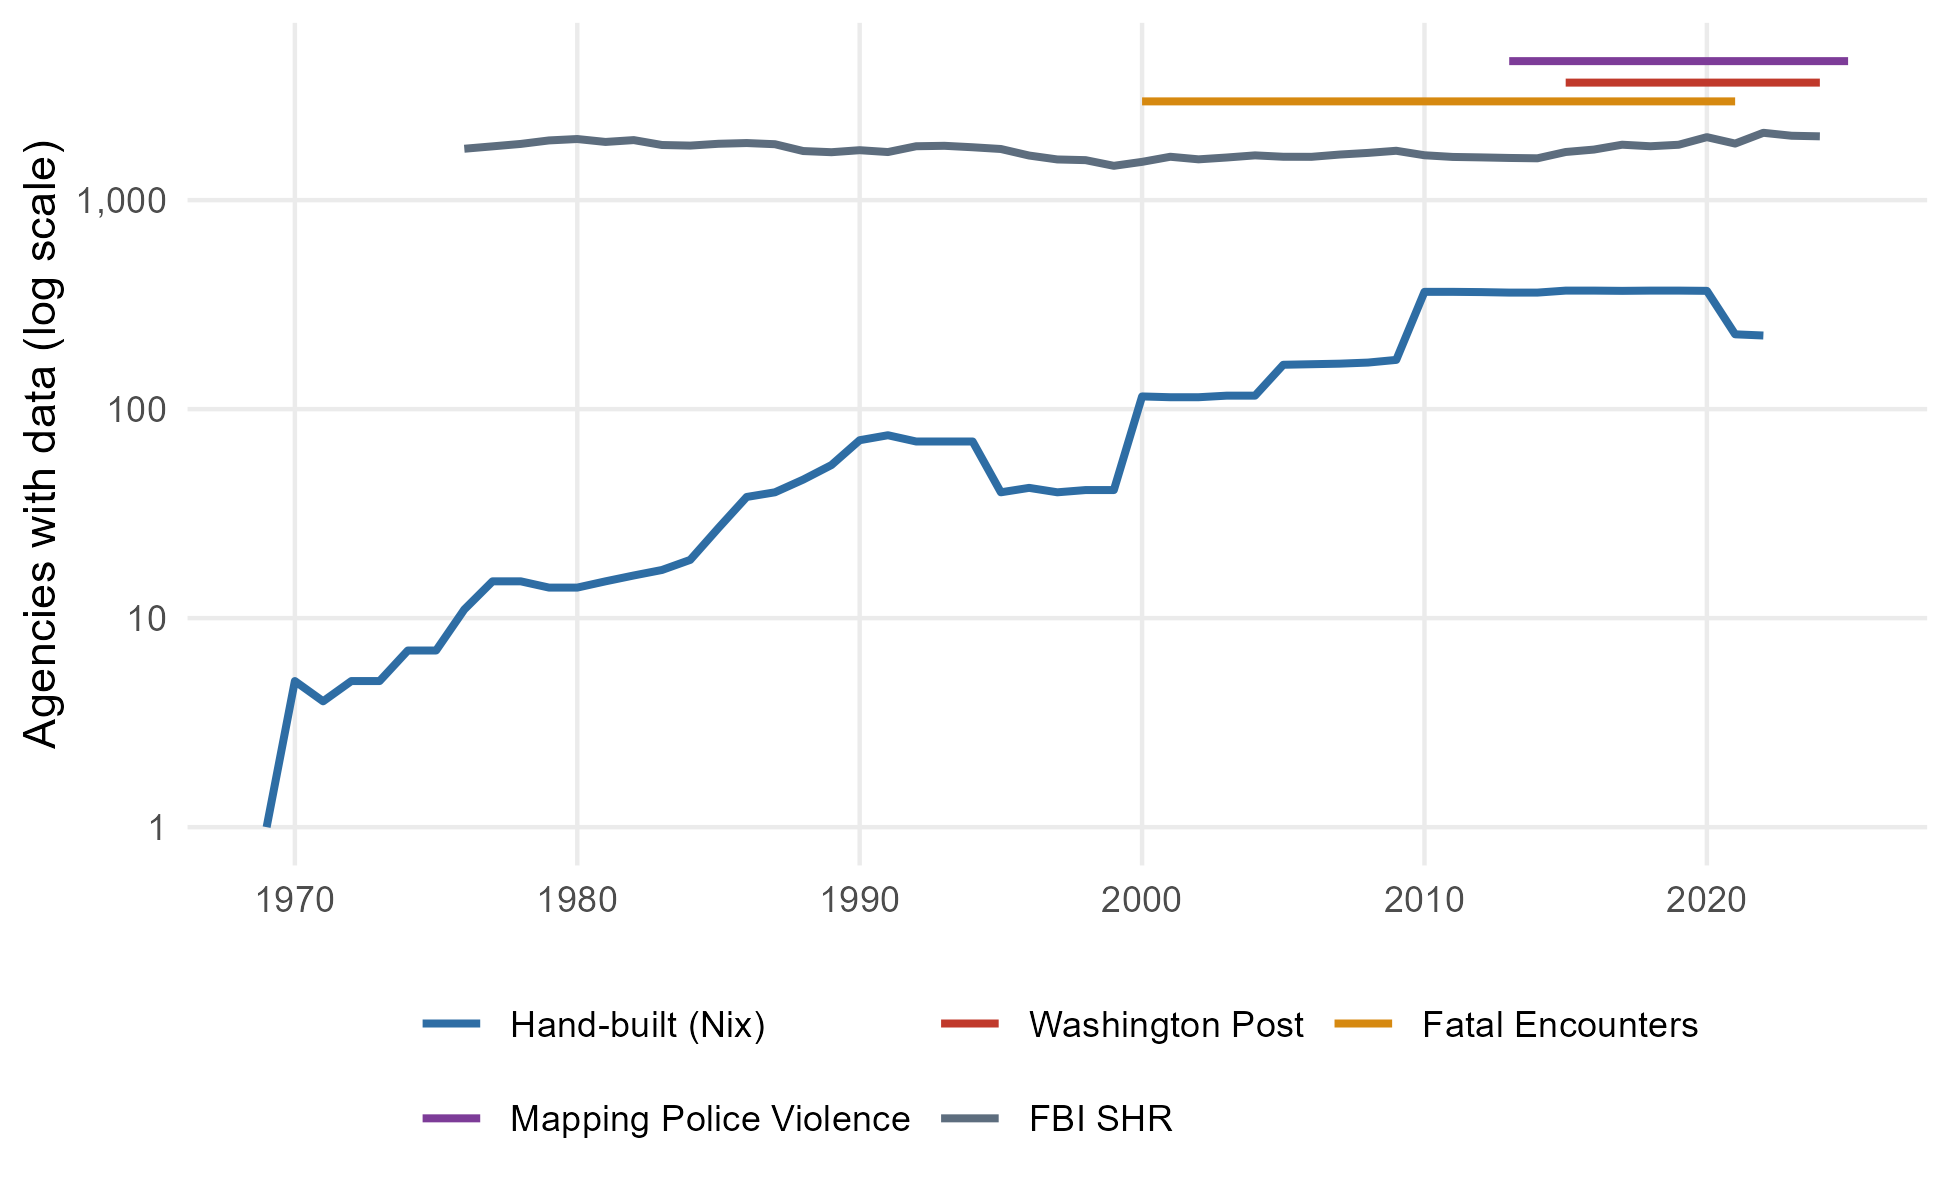 Agencies with data (log scale)
1,000
100
10
1
1970 1980 1990 2000 2010 2020
Hand-built (Nix) Washington Post Fatal Encounters
Mapping Police Violence FBI SHR